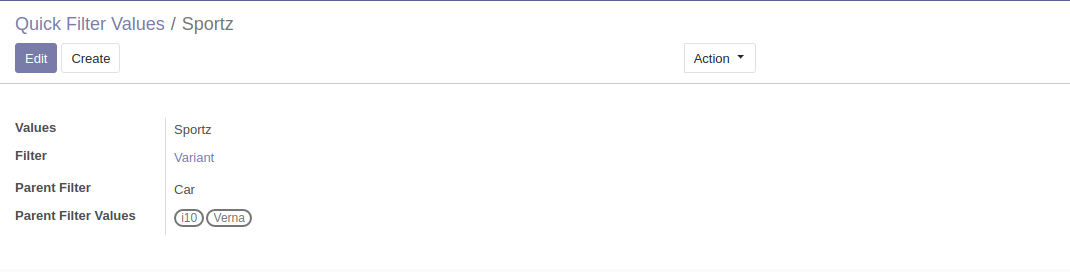 Quick Filter Values / Sportz
Edit Create Action
Values Sportz
Filter Variant
Parent Filter Car
Parent Filter Values i10 Verna